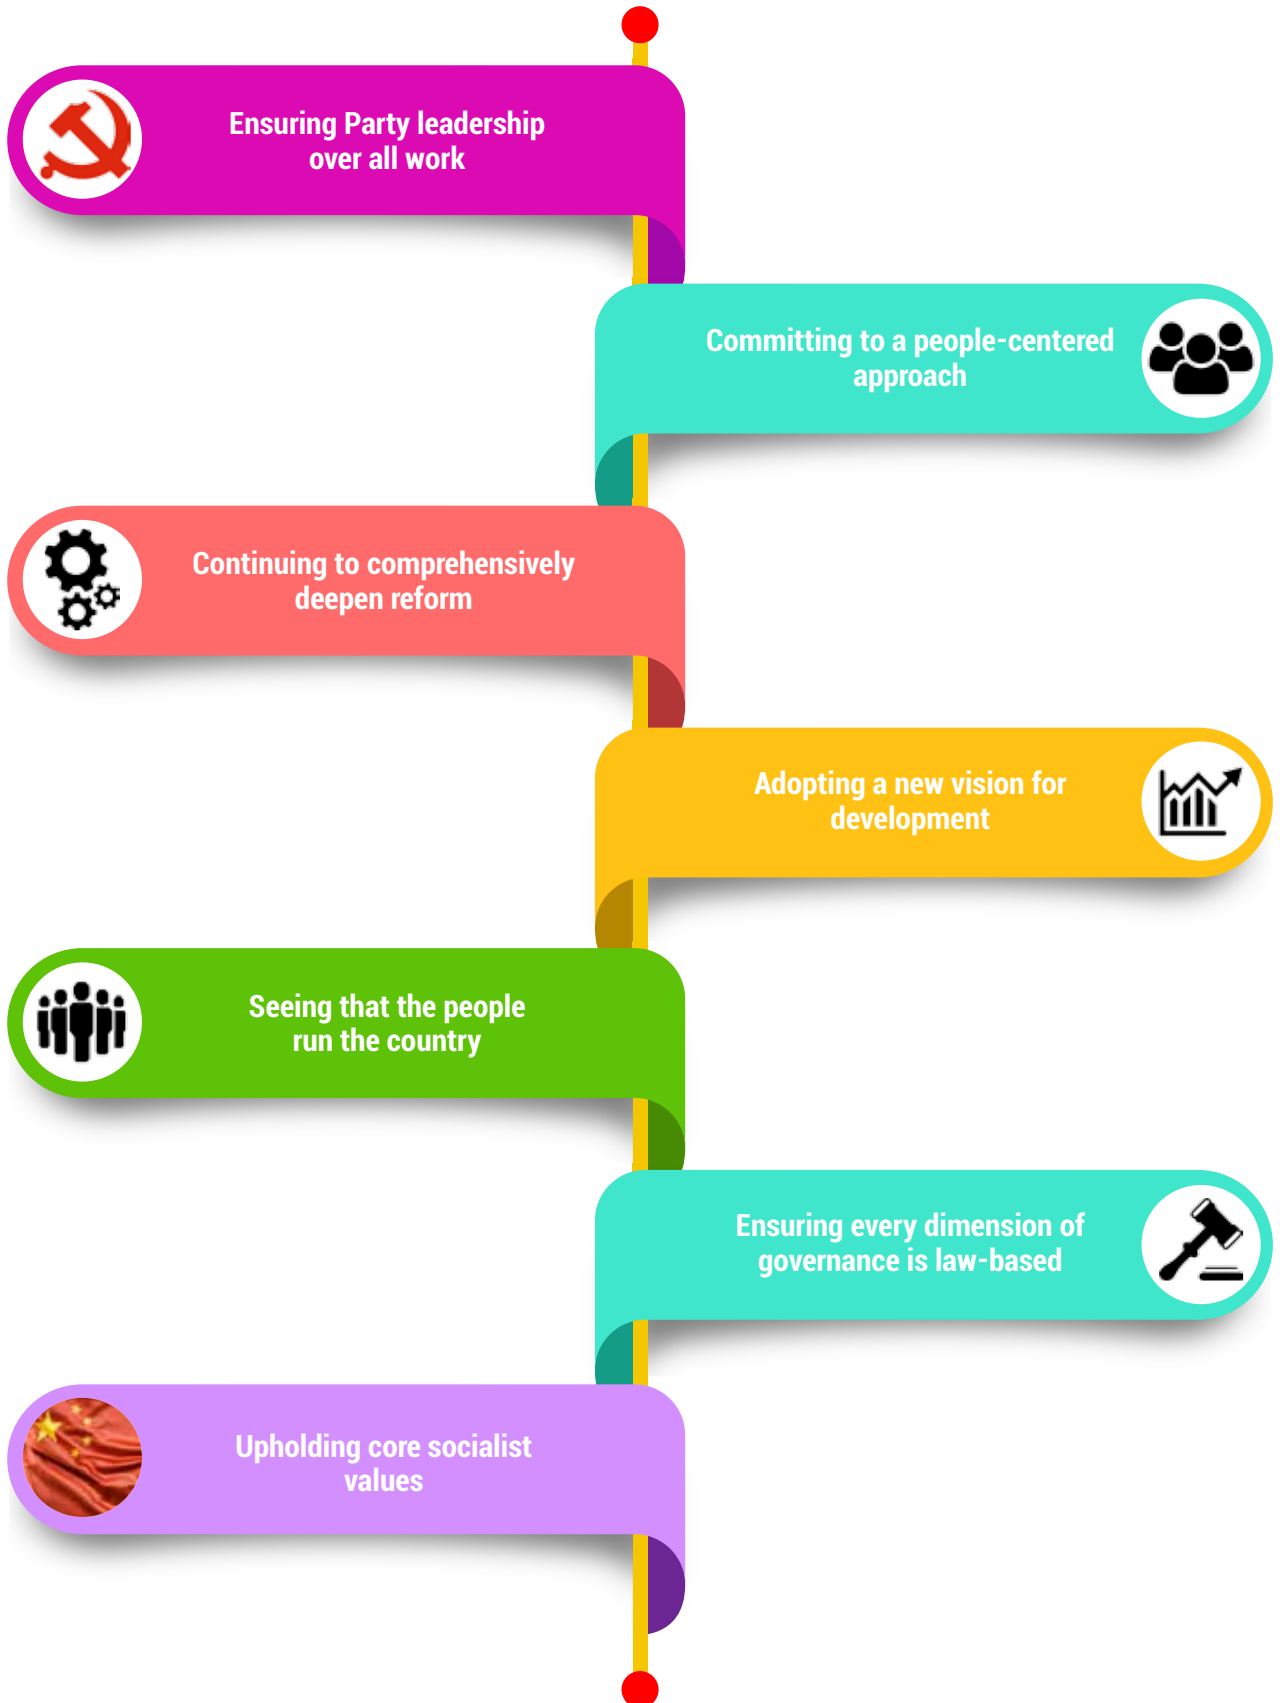 Ensuring Party leadership
over all work
Committing to a people-centered
approach
Continuing to comprehensively
deepen reform
Adopting a new vision for
development
Seeing that the people
run the country
Ensuring every dimension of
governance is law-based
Upholding core socialist
values